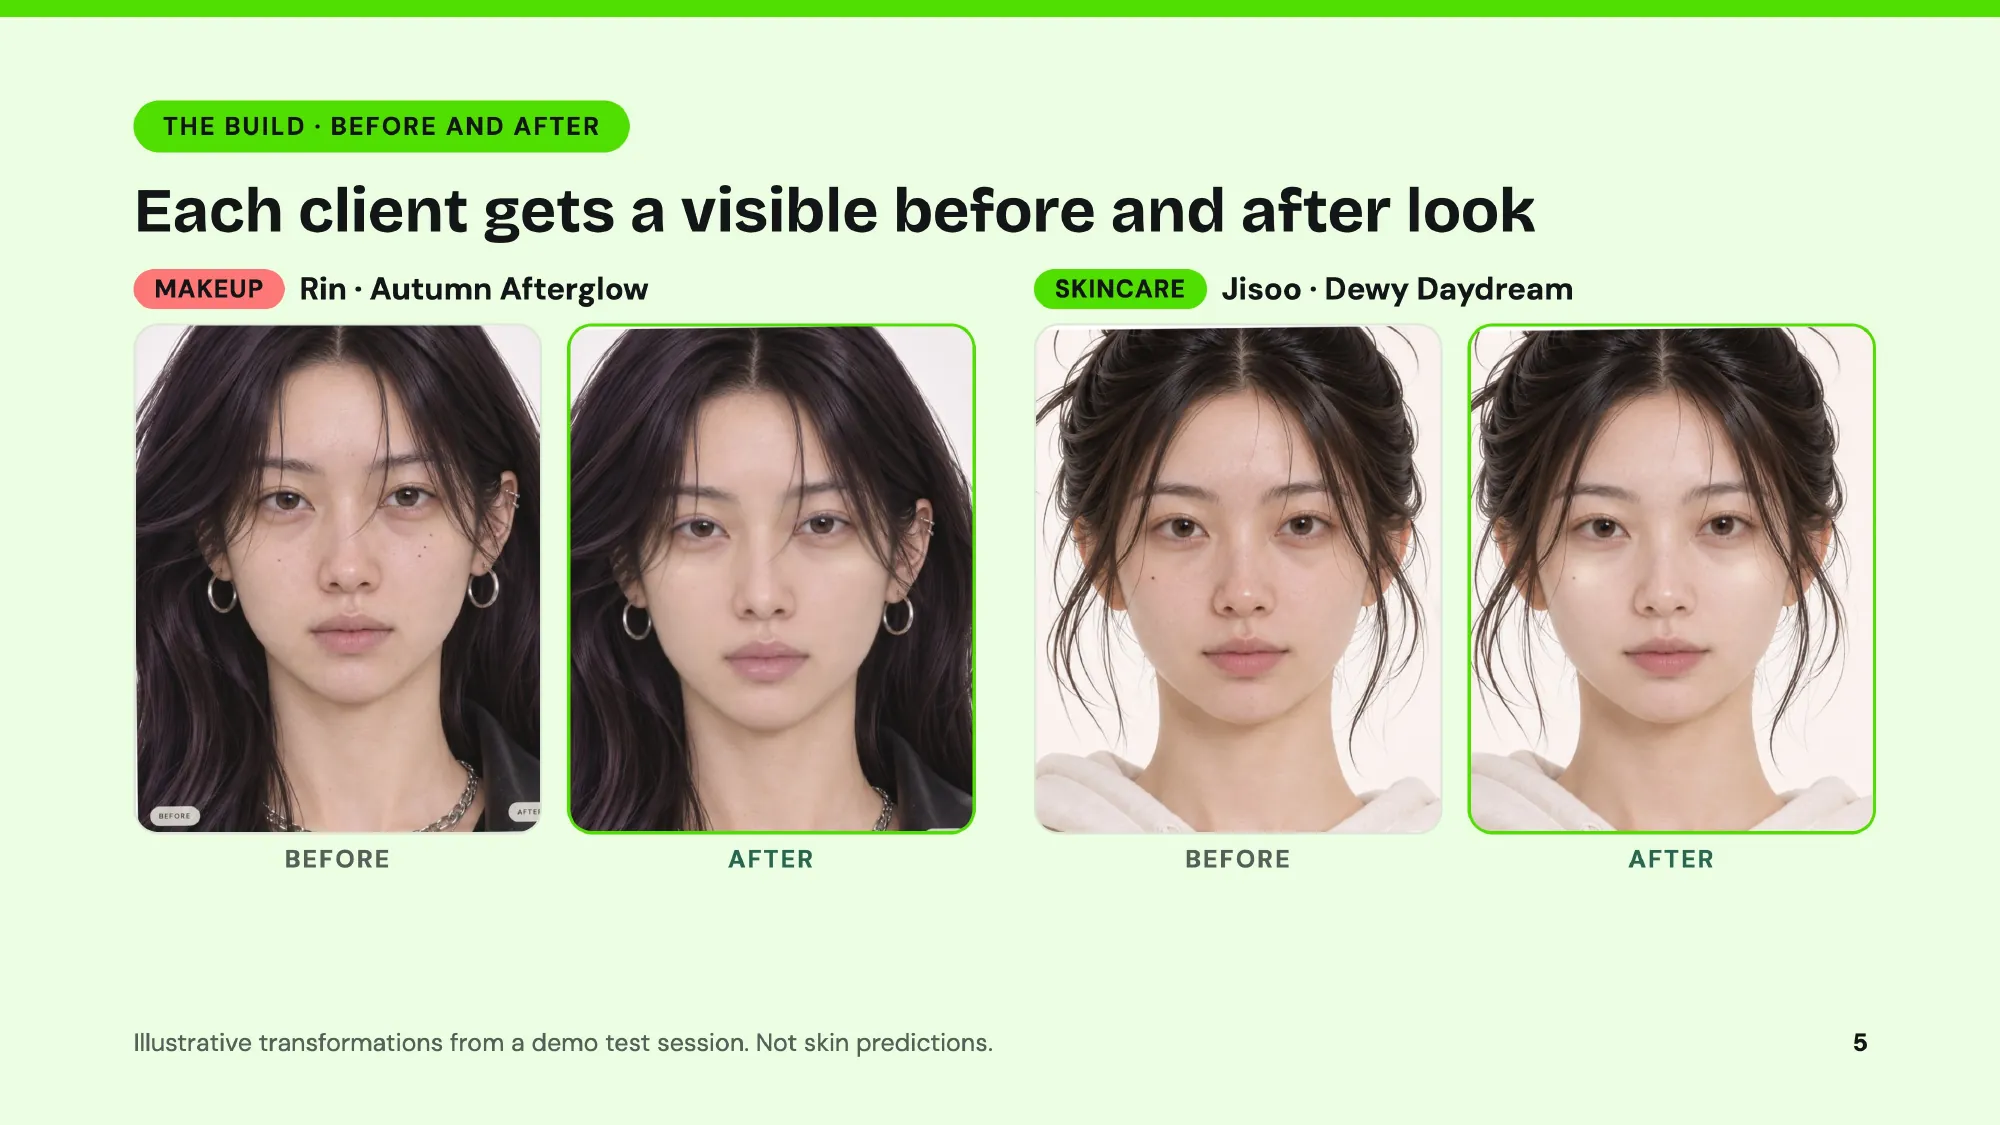 THE BUILD · BEFORE AND AFTER
Each client gets a visible before and after look
MAKEUP Rin · Autumn Afterglow
BEFORE
AFTER
BEFORE
AFTER
SKINCARE Jisoo · Dewy Daydream
BEFORE
AFTER
Illustrative transformations from a demo test session. Not skin predictions.
5